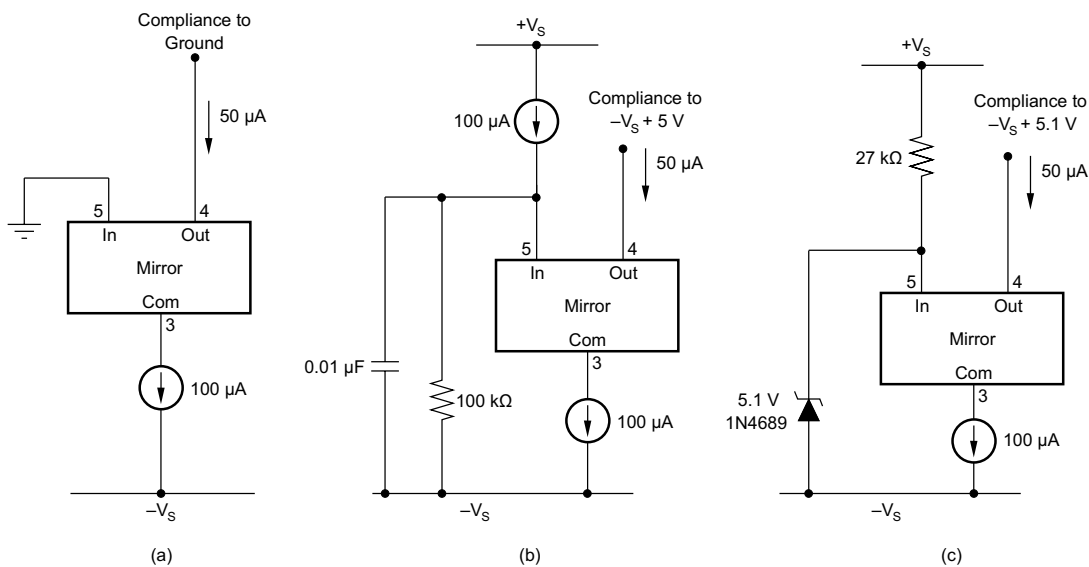 Compliance to
Ground
50 µA
5
4
In
Out
Mirror
Com
3
100 µA
–VS
(a)
+VS
100 µA
Compliance to
–VS + 5 V
50 µA
5
4
In
Out
Mirror
Com
3
0.01 µF
100 kΩ
100 µA
–VS
(b)
+VS
27 kΩ
Compliance to
–VS + 5.1 V
50 µA
5
4
In
Out
Mirror
Com
3
5.1 V
1N4689
100 µA
–VS
(c)